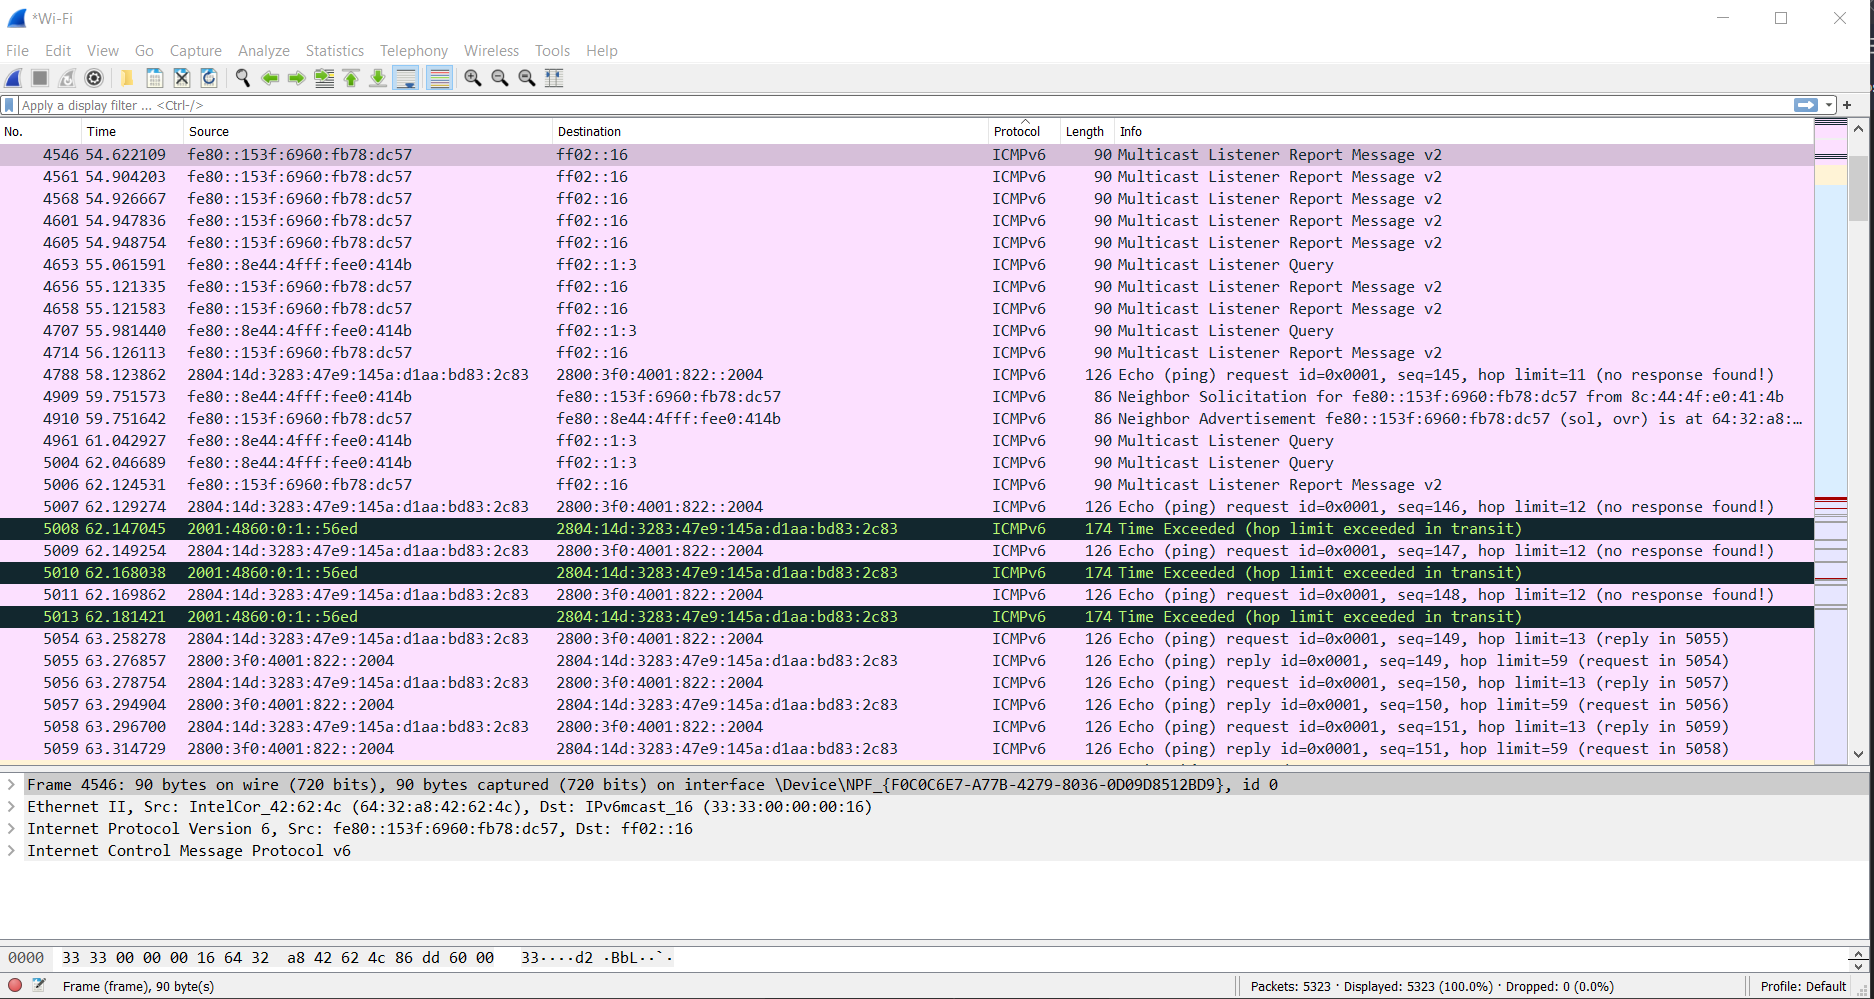 *Wi-Fi
File Edit View Go Capture Analyze Statistics Telephony Wireless Tools Help
Apply a display filter ... <Ctrl-/>
No. Time Source Destination Protocol Length Info
4546 54.622109 fe80::153f:6960:fb78:dc57 ff02::16 ICMPv6 90 Multicast Listener Report Message v2
4561 54.904203 fe80::153f:6960:fb78:dc57 ff02::16 ICMPv6 90 Multicast Listener Report Message v2
4568 54.926667 fe80::153f:6960:fb78:dc57 ff02::16 ICMPv6 90 Multicast Listener Report Message v2
4601 54.947836 fe80::153f:6960:fb78:dc57 ff02::16 ICMPv6 90 Multicast Listener Report Message v2
4605 54.948754 fe80::153f:6960:fb78:dc57 ff02::16 ICMPv6 90 Multicast Listener Report Message v2
4653 55.061591 fe80::8e44:4fff:fee0:414b ff02::1:3 ICMPv6 90 Multicast Listener Query
4656 55.121335 fe80::153f:6960:fb78:dc57 ff02::16 ICMPv6 90 Multicast Listener Report Message v2
4658 55.121583 fe80::153f:6960:fb78:dc57 ff02::16 ICMPv6 90 Multicast Listener Report Message v2
4707 55.981440 fe80::8e44:4fff:fee0:414b ff02::1:3 ICMPv6 90 Multicast Listener Query
4714 56.126113 fe80::153f:6960:fb78:dc57 ff02::16 ICMPv6 90 Multicast Listener Report Message v2
4788 58.123862 2804:14d:3283:47e9:145a:d1aa:bd83:2c83 2800:3f0:4001:822::2004 ICMPv6 126 Echo (ping) request id=0x0001, seq=145, hop limit=11 (no response found!)
4909 59.751573 fe80::8e44:4fff:fee0:414b fe80::153f:6960:fb78:dc57 ICMPv6 86 Neighbor Solicitation for fe80::153f:6960:fb78:dc57 from 8c:44:4f:e0:41:4b
4910 59.751642 fe80::153f:6960:fb78:dc57 fe80::8e44:4fff:fee0:414b ICMPv6 86 Neighbor Advertisement fe80::153f:6960:fb78:dc57 (sol, ovr) is at 64:32:a8:…
4961 61.042927 fe80::8e44:4fff:fee0:414b ff02::1:3 ICMPv6 90 Multicast Listener Query
5004 62.046689 fe80::8e44:4fff:fee0:414b ff02::1:3 ICMPv6 90 Multicast Listener Query
5006 62.124531 fe80::153f:6960:fb78:dc57 ff02::16 ICMPv6 90 Multicast Listener Report Message v2
5007 62.129274 2804:14d:3283:47e9:145a:d1aa:bd83:2c83 2800:3f0:4001:822::2004 ICMPv6 126 Echo (ping) request id=0x0001, seq=146, hop limit=12 (no response found!)
5008 62.147045 2001:4860:0:1::56ed 2804:14d:3283:47e9:145a:d1aa:bd83:2c83 ICMPv6 174 Time Exceeded (hop limit exceeded in transit)
5009 62.149254 2804:14d:3283:47e9:145a:d1aa:bd83:2c83 2800:3f0:4001:822::2004 ICMPv6 126 Echo (ping) request id=0x0001, seq=147, hop limit=12 (no response found!)
5010 62.168038 2001:4860:0:1::56ed 2804:14d:3283:47e9:145a:d1aa:bd83:2c83 ICMPv6 174 Time Exceeded (hop limit exceeded in transit)
5011 62.169862 2804:14d:3283:47e9:145a:d1aa:bd83:2c83 2800:3f0:4001:822::2004 ICMPv6 126 Echo (ping) request id=0x0001, seq=148, hop limit=12 (no response found!)
5013 62.181421 2001:4860:0:1::56ed 2804:14d:3283:47e9:145a:d1aa:bd83:2c83 ICMPv6 174 Time Exceeded (hop limit exceeded in transit)
5054 63.258278 2804:14d:3283:47e9:145a:d1aa:bd83:2c83 2800:3f0:4001:822::2004 ICMPv6 126 Echo (ping) request id=0x0001, seq=149, hop limit=13 (reply in 5055)
5055 63.276857 2800:3f0:4001:822::2004 2804:14d:3283:47e9:145a:d1aa:bd83:2c83 ICMPv6 126 Echo (ping) reply id=0x0001, seq=149, hop limit=59 (request in 5054)
5056 63.278754 2804:14d:3283:47e9:145a:d1aa:bd83:2c83 2800:3f0:4001:822::2004 ICMPv6 126 Echo (ping) request id=0x0001, seq=150, hop limit=13 (reply in 5057)
5057 63.294904 2800:3f0:4001:822::2004 2804:14d:3283:47e9:145a:d1aa:bd83:2c83 ICMPv6 126 Echo (ping) reply id=0x0001, seq=150, hop limit=59 (request in 5056)
5058 63.296700 2804:14d:3283:47e9:145a:d1aa:bd83:2c83 2800:3f0:4001:822::2004 ICMPv6 126 Echo (ping) request id=0x0001, seq=151, hop limit=13 (reply in 5059)
5059 63.314729 2800:3f0:4001:822::2004 2804:14d:3283:47e9:145a:d1aa:bd83:2c83 ICMPv6 126 Echo (ping) reply id=0x0001, seq=151, hop limit=59 (request in 5058)
Frame 4546: 90 bytes on wire (720 bits), 90 bytes captured (720 bits) on interface \Device\NPF_{F0C0C6E7-A77B-4279-8036-0D09D8512BD9}, id 0
Ethernet II, Src: IntelCor_42:62:4c (64:32:a8:42:62:4c), Dst: IPv6mcast_16 (33:33:00:00:00:16)
Internet Protocol Version 6, Src: fe80::153f:6960:fb78:dc57, Dst: ff02::16
Internet Control Message Protocol v6
0000 33 33 00 00 00 16 64 32 a8 42 62 4c 86 dd 60 00 33····d2 ·BbL··`·
Frame (frame), 90 byte(s) Packets: 5323 · Displayed: 5323 (100.0%) · Dropped: 0 (0.0%) Profile: Default